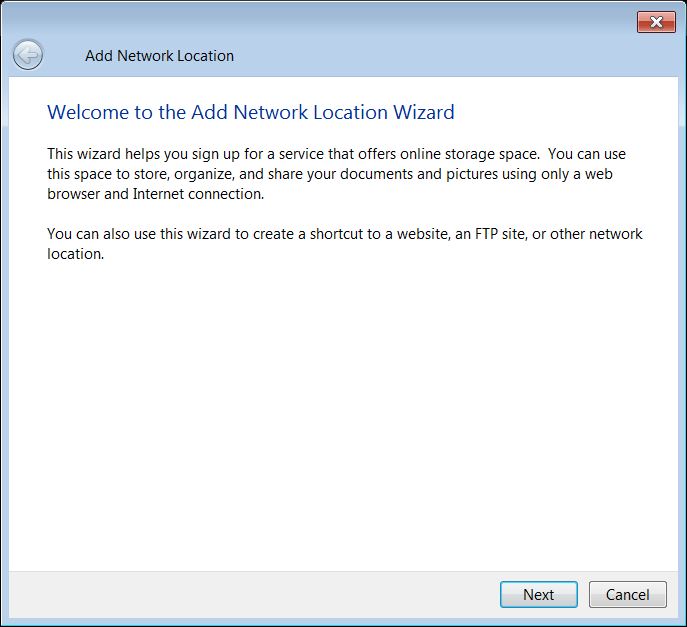 Add Network Location
Welcome to the Add Network Location Wizard
This wizard helps you sign up for a service that offers online storage space.  You can use
this space to store, organize, and share your documents and pictures using only a web
browser and Internet connection.
You can also use this wizard to create a shortcut to a website, an FTP site, or other network
location.
Next
Cancel